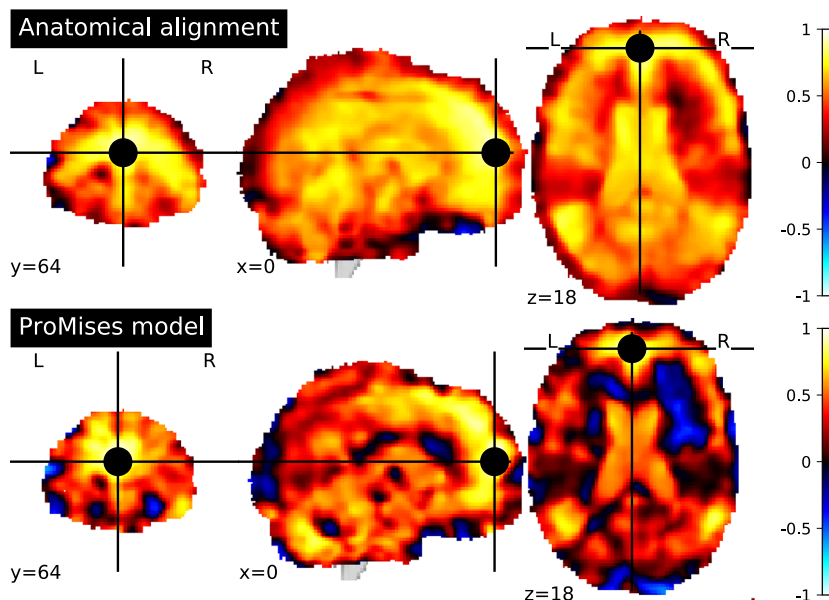 Anatomical alignment
L R L R
y=64 x=0 z=18
1
0.5
0
-0.5
-1
ProMises model
L R L R
y=64 x=0 z=18
1
0.5
0
-0.5
-1